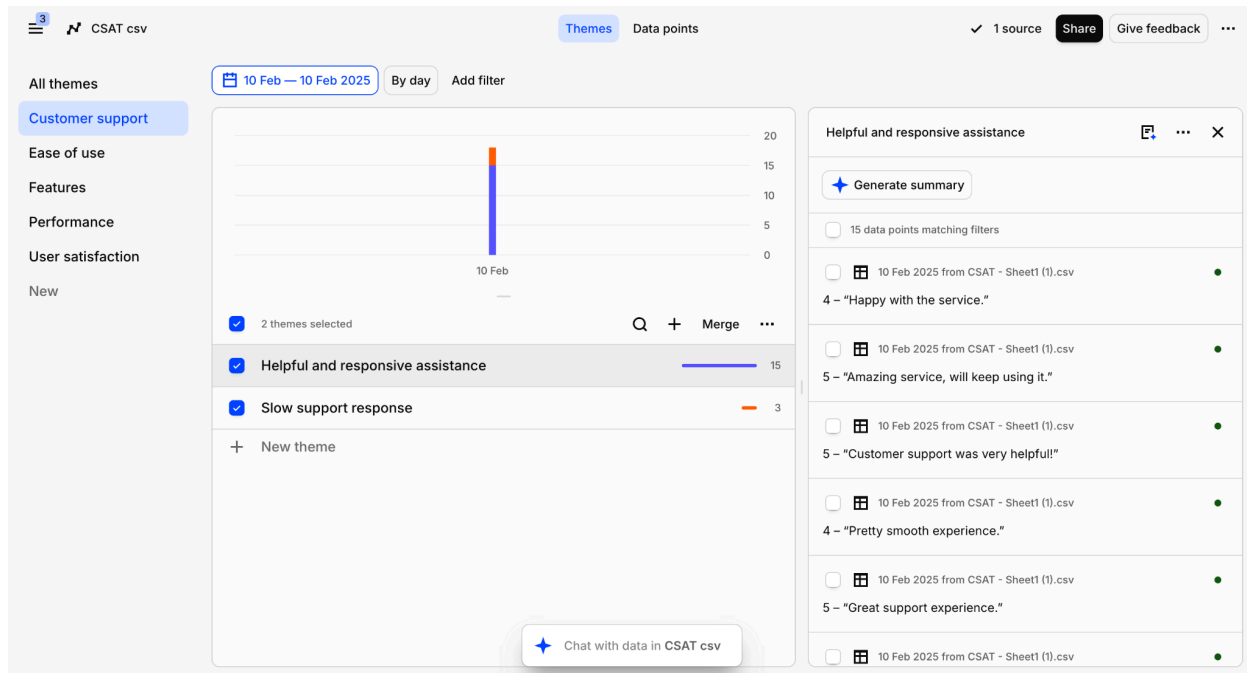 3
CSAT csv
Themes
Data points
1 source
Share
Give feedback
All themes
Customer support
Ease of use
Features
Performance
User satisfaction
New
10 Feb — 10 Feb 2025
By day
Add filter
20
15
10
5
0
10 Feb
2 themes selected
Merge
Helpful and responsive assistance
15
Slow support response
3
New theme
Chat with data in CSAT csv
Helpful and responsive assistance
Generate summary
15 data points matching filters
10 Feb 2025 from CSAT - Sheet1 (1).csv
4 – “Happy with the service.”
10 Feb 2025 from CSAT - Sheet1 (1).csv
5 – “Amazing service, will keep using it.”
10 Feb 2025 from CSAT - Sheet1 (1).csv
5 – “Customer support was very helpful!”
10 Feb 2025 from CSAT - Sheet1 (1).csv
4 – “Pretty smooth experience.”
10 Feb 2025 from CSAT - Sheet1 (1).csv
5 – “Great support experience.”
10 Feb 2025 from CSAT - Sheet1 (1).csv